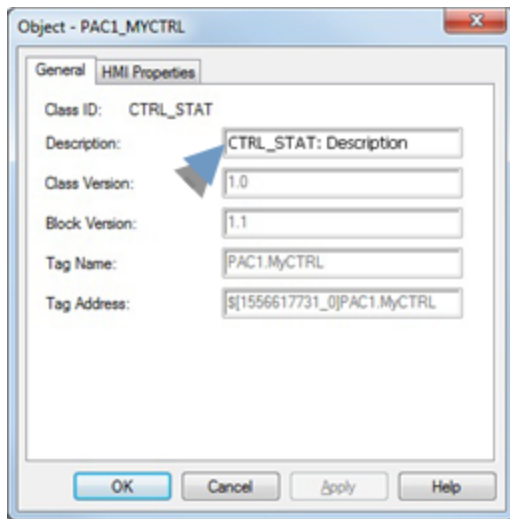 Object - PAC1_MYCTRL
General HMI Properties
Class ID: CTRL_STAT
Description: CTRL_STAT: Description
Class Version: 1.0
Block Version: 1.1
Tag Name: PAC1.MyCTRL
Tag Address: $[1556617731_0]PAC1.MyCTRL
OK Cancel Apply Help